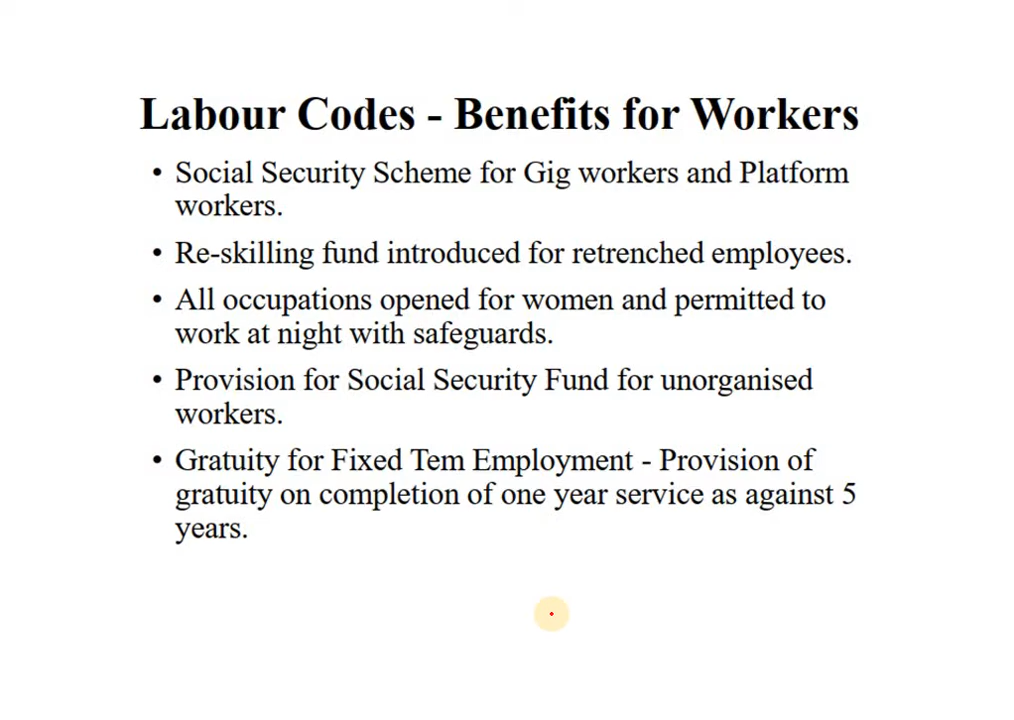 Labour Codes - Benefits for Workers
• Social Security Scheme for Gig workers and Platform
workers.
• Re-skilling fund introduced for retrenched employees.
• All occupations opened for women and permitted to
work at night with safeguards.
• Provision for Social Security Fund for unorganised
workers.
• Gratuity for Fixed Tem Employment - Provision of
gratuity on completion of one year service as against 5
years.